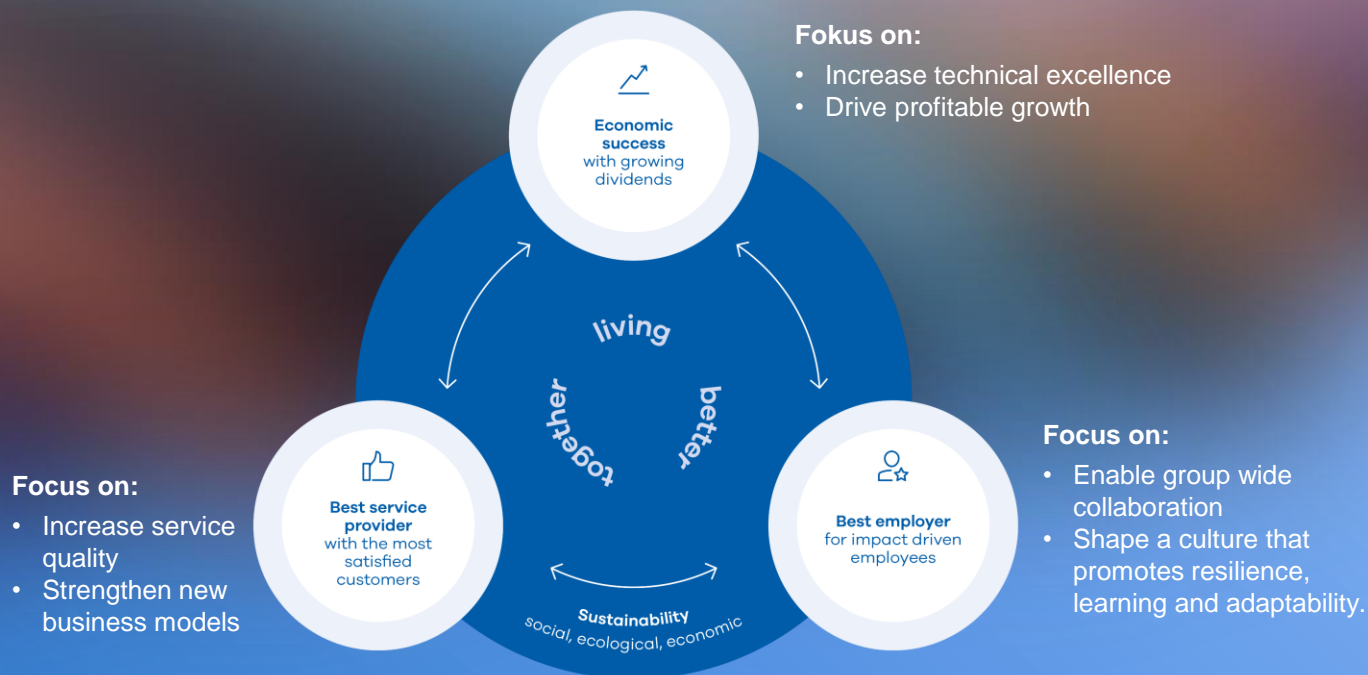 Fokus on:
• Increase technical excellence
• Drive profitable growth
Economic
success
with growing
dividends
living
better
together
Focus on:
• Increase service
quality
• Strengthen new
business models
Best service
provider
with the most
satisfied
customers
Best employer
for impact driven
employees
Focus on:
• Enable group wide
collaboration
• Shape a culture that
promotes resilience,
learning and adaptability.
Sustainability
social, ecological, economic